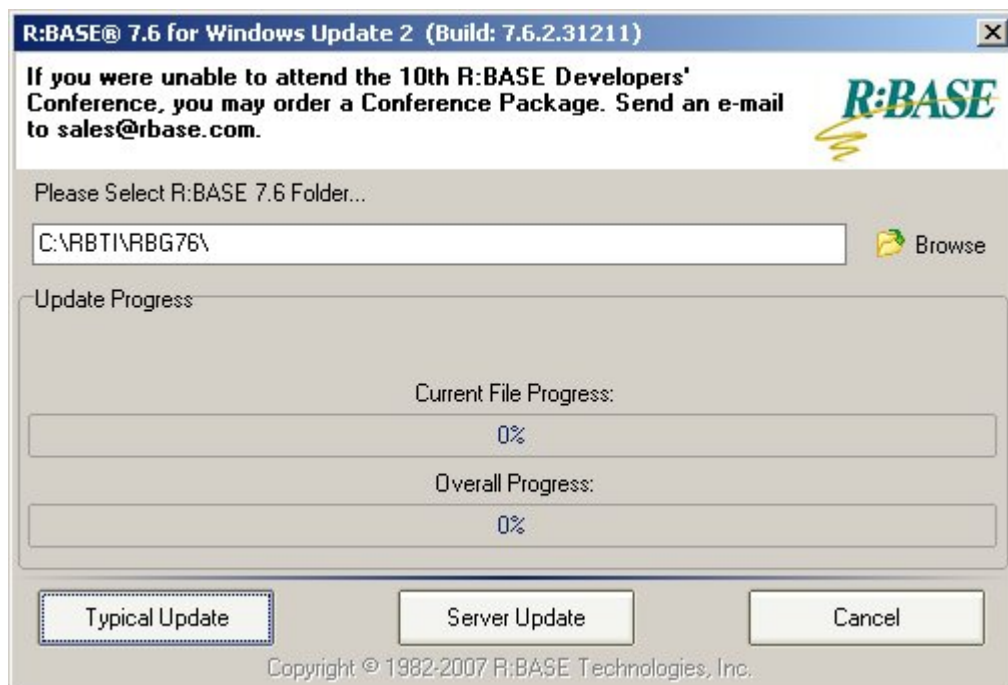 R:BASE® 7.6 for Windows Update 2 (Build: 7.6.2.31211)
If you were unable to attend the 10th R:BASE Developers'
Conference, you may order a Conference Package. Send an e-mail
to sales@rbase.com.
R:BASE
Please Select R:BASE 7.6 Folder...
C:\RBTI\RBG76\
Browse
Update Progress
Current File Progress:
0%
Overall Progress:
0%
Typical Update
Server Update
Cancel
Copyright © 1982-2007 R:BASE Technologies, Inc.